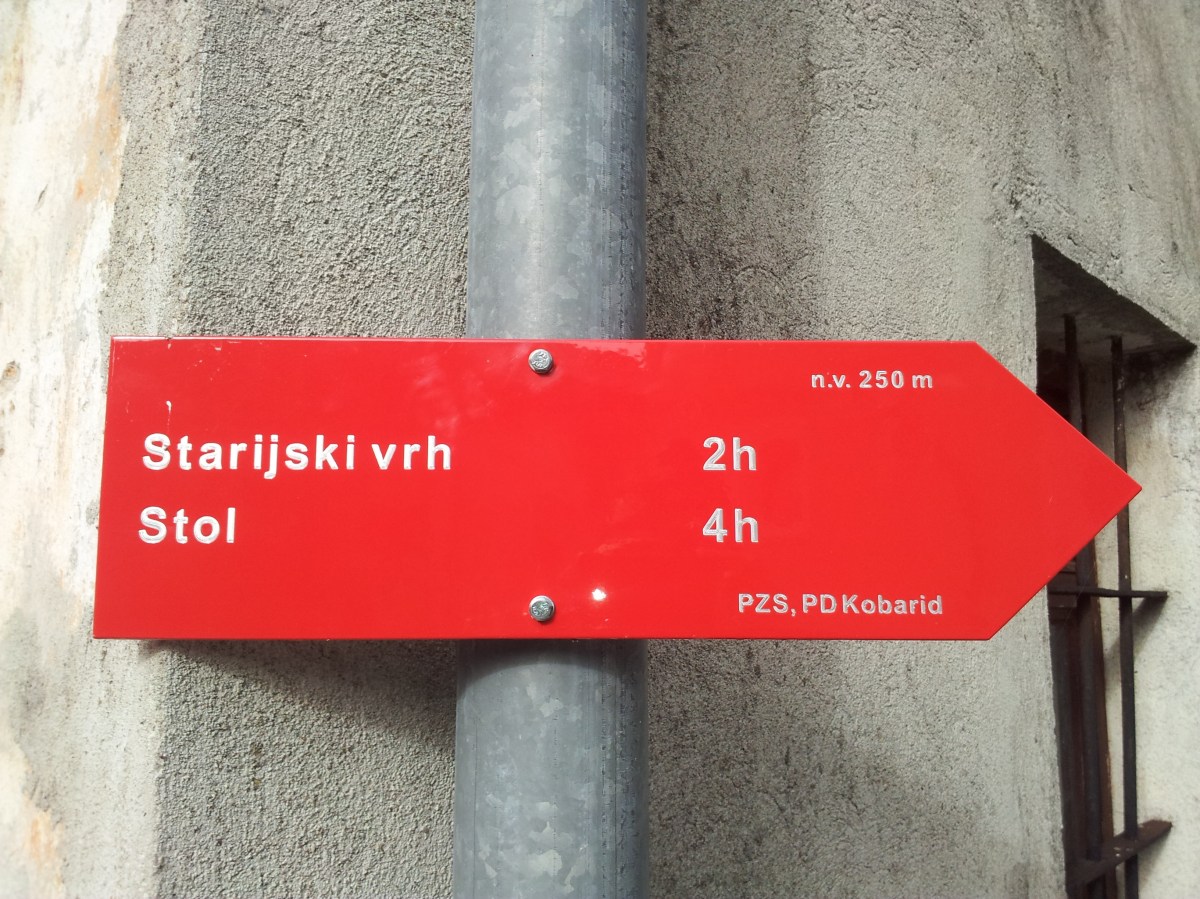 n.v. 250 m
Starijski vrh 2h
Stol 4h
PZS, PD Kobarid